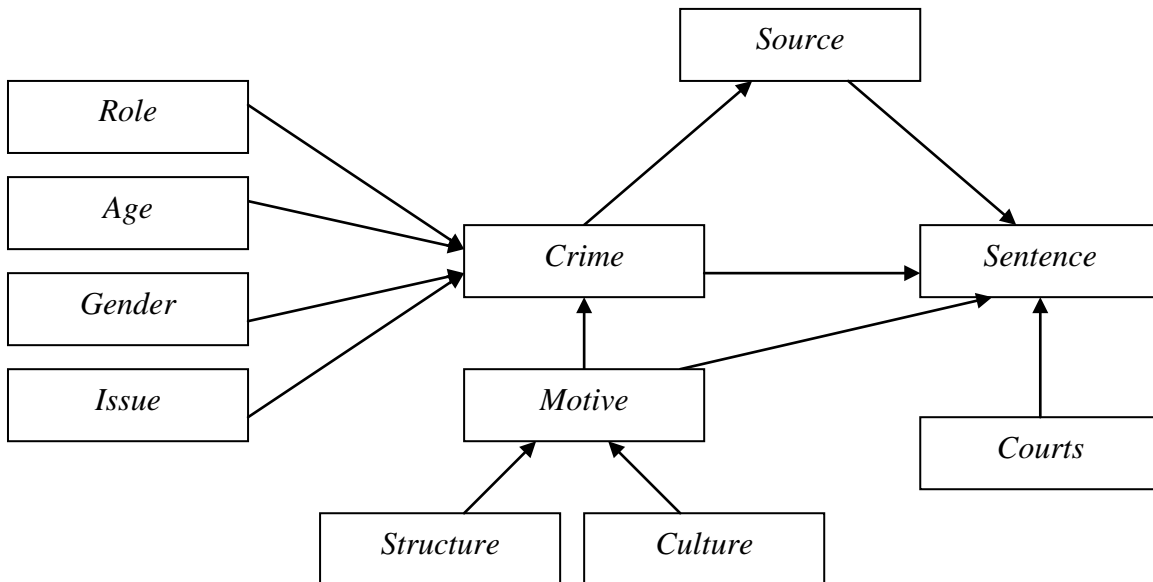 Source
Role
Age
Crime
Sentence
Gender
Issue
Motive
Courts
Structure
Culture